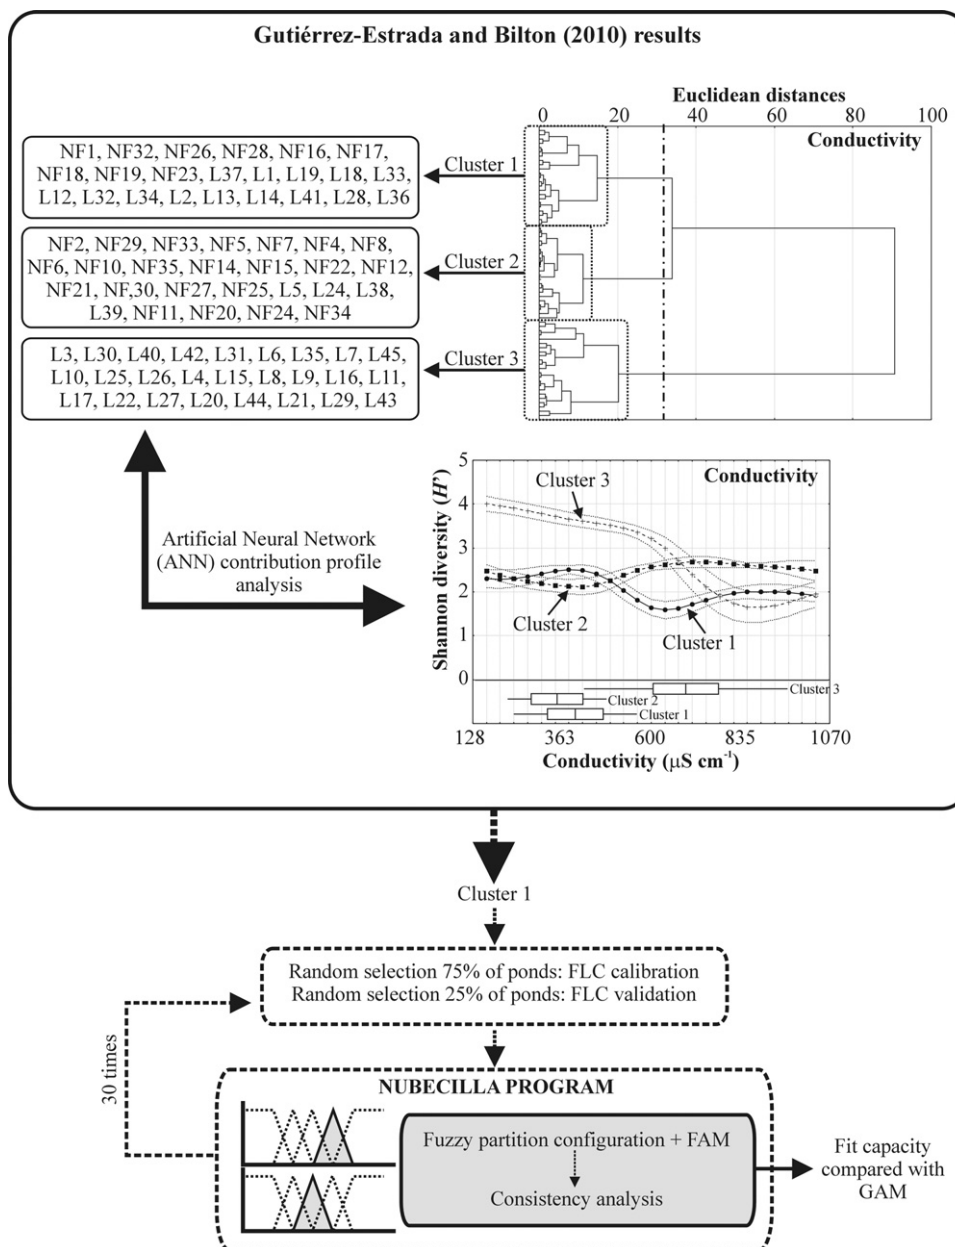 Gutiérrez-Estrada and Bilton (2010) results
Euclidean distances
0 20 40 60 80 100
Conductivity
NF1, NF32, NF26, NF28, NF16, NF17,
NF18, NF19, NF23, L37, L1, L19, L18, L33,
L12, L32, L34, L2, L13, L14, L41, L28, L36
Cluster 1
NF2, NF29, NF33, NF5, NF7, NF4, NF8,
NF6, NF10, NF35, NF14, NF15, NF22, NF12,
NF21, NF,30, NF27, NF25, L5, L24, L38,
L39, NF11, NF20, NF24, NF34
Cluster 2
L3, L30, L40, L42, L31, L6, L35, L7, L45,
L10, L25, L26, L4, L15, L8, L9, L16, L11,
L17, L22, L27, L20, L44, L21, L29, L43
Cluster 3
Artificial Neural Network
(ANN) contribution profile
analysis
Shannon diversity (H')
5
4
3
2
1
0
Conductivity
Cluster 3
Cluster 2
Cluster 1
Cluster 3
Cluster 2
Cluster 1
128 363 600 835 1070
Conductivity (µS cm-1)
Cluster 1
Random selection 75% of ponds: FLC calibration
Random selection 25% of ponds: FLC validation
30 times
NUBECILLA PROGRAM
Fuzzy partition configuration + FAM
Consistency analysis
Fit capacity
compared with
GAM